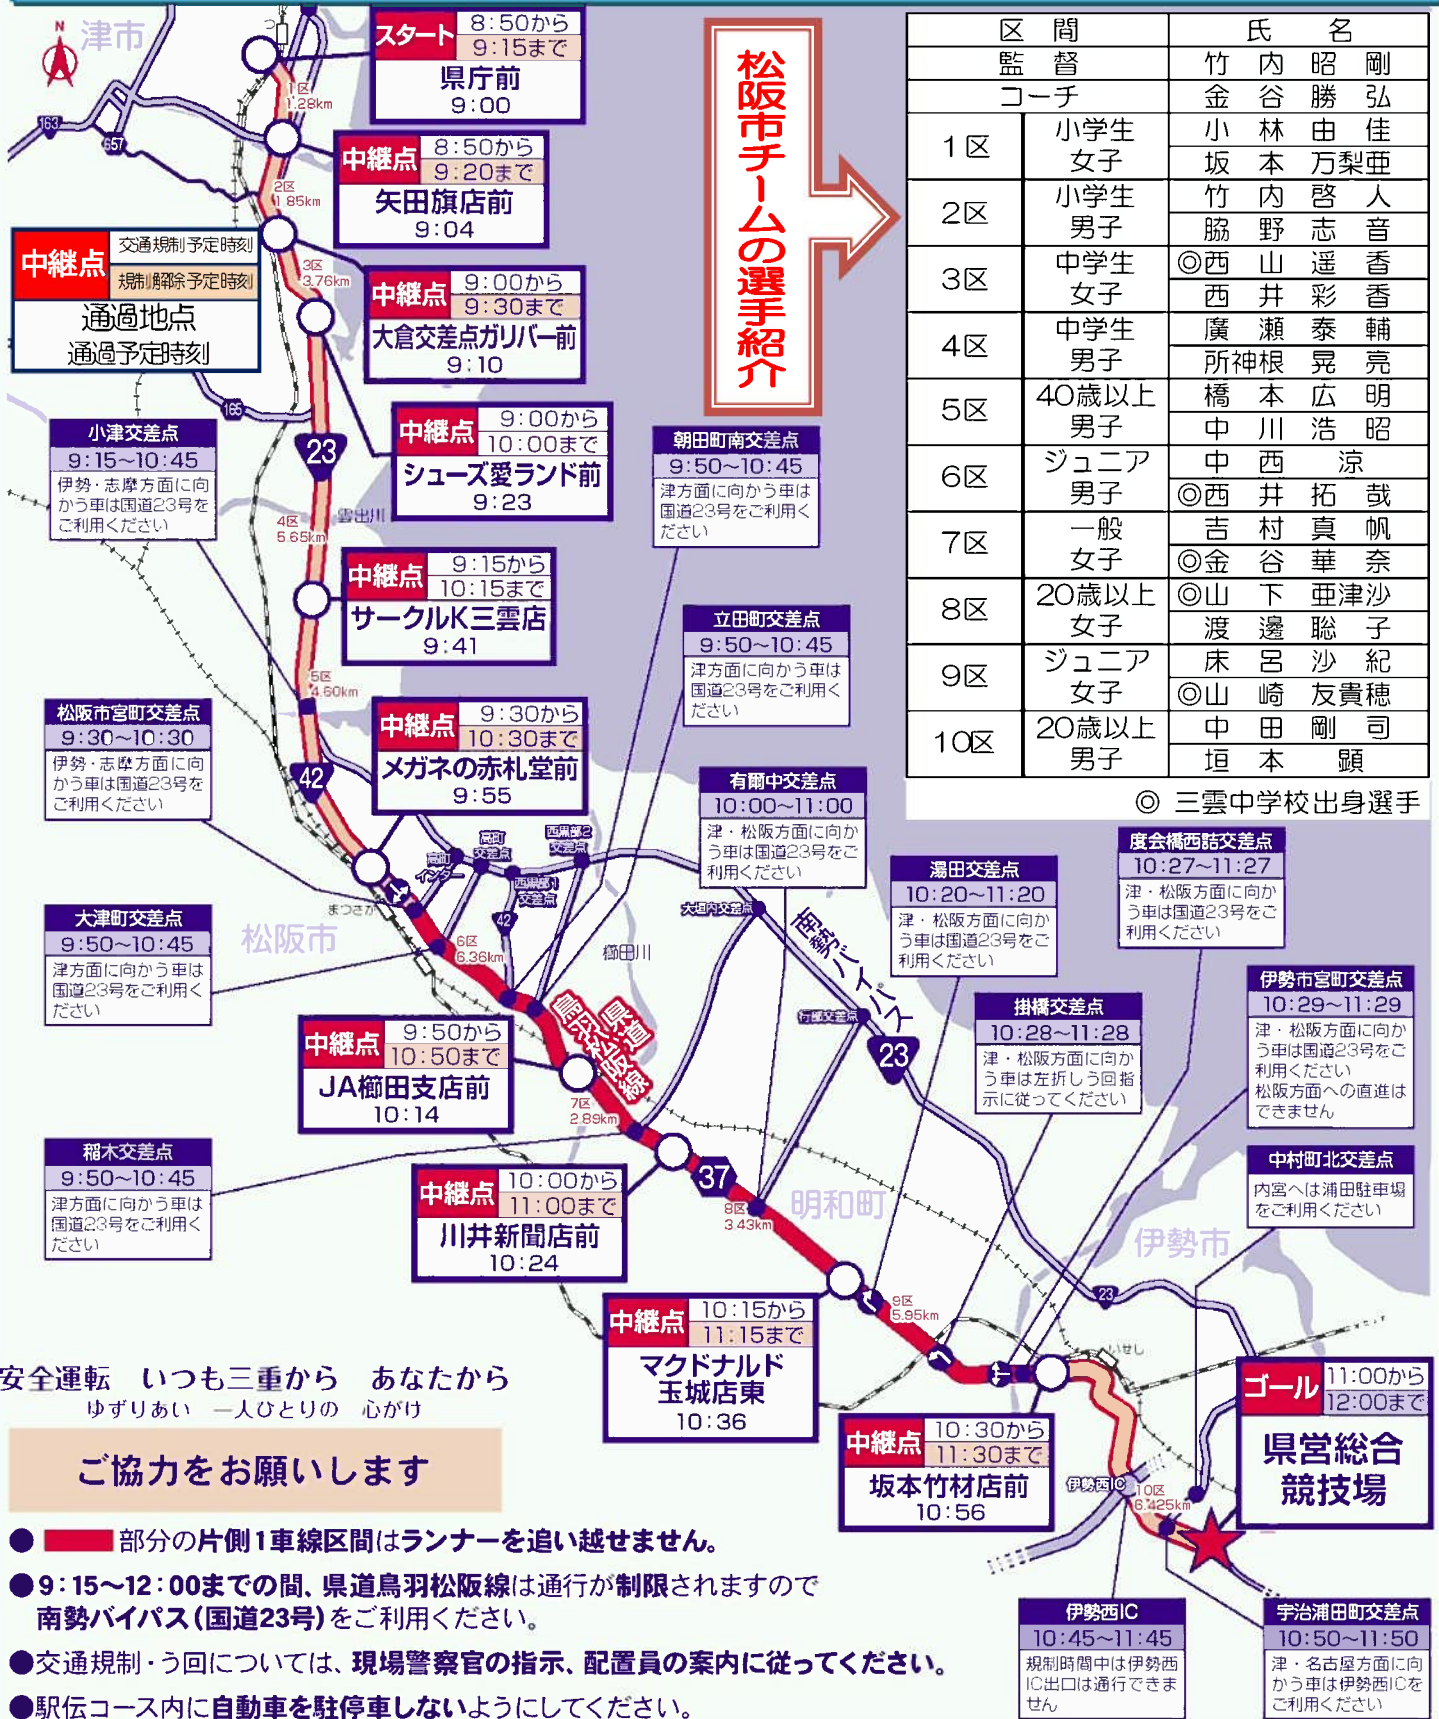 N
津市
スタート
8:50から
9:15まで
県庁前
9:00
1区
1.28km
163
657
中継点
8:50から
9:20まで
矢田旗店前
9:04
2区
1.85km
中継点
交通規制予定時刻
規制解除予定時刻
通過地点
通過予定時刻
3区
3.76km
中継点
9:00から
9:30まで
大倉交差点ガリバー前
9:10
165
23
中継点
9:00から
10:00まで
シューズ愛ランド前
9:23
小津交差点
9:15~10:45
伊勢・志摩方面に向
かう車は国道23号を
ご利用ください
4区
5.65km
雲出川
中継点
9:15から
10:15まで
サークルK三雲店
9:41
5区
4.60km
松阪市宮町交差点
9:30~10:30
伊勢・志摩方面に向
かう車は国道23号を
ご利用ください
42
中継点
9:30から
10:30まで
メガネの赤札堂前
9:55
松阪市チームの選手紹介
区間 氏名
監督 竹内昭剛
コーチ 金谷勝弘
1区 小学生女子 小林由佳
坂本万梨亜
2区 小学生男子 竹内啓人
脇野志音
3区 中学生女子 ◎西山遥香
西井彩香
4区 中学生男子 廣瀬泰輔
所神根晃亮
5区 40歳以上男子 橋本広明
中川浩昭
6区 ジュニア男子 中西涼
◎西井拓哉
7区 一般女子 吉村真帆
◎金谷華奈
8区 20歳以上女子 ◎山下亜津沙
渡邊聡子
9区 ジュニア女子 床呂沙紀
◎山崎友貴穂
10区 20歳以上男子 中田剛司
垣本顕
◎ 三雲中学校出身選手
朝田町南交差点
9:50~10:45
津方面に向かう車は
国道23号をご利用く
ださい
立田町交差点
9:50~10:45
津方面に向かう車は
国道23号をご利用く
ださい
有爾中交差点
10:00~11:00
津・松阪方面に向か
う車は国道23号をご
利用ください
湯田交差点
10:20~11:20
津・松阪方面に向か
う車は国道23号をご
利用ください
度会橋西詰交差点
10:27~11:27
津・松阪方面に向か
う車は国道23号をご
利用ください
掛橋交差点
10:28~11:28
津・松阪方面に向か
う車は左折しう回指
示に従ってください
伊勢市宮町交差点
10:29~11:29
津・松阪方面に向か
う車は国道23号をご
利用ください
松阪方面への直進は
できません
中村町北交差点
内宮へは浦田駐車場
をご利用ください
高町
インター
高町
交差点
西黒部1
交差点
西黒部2
交差点
42
まつさか
松阪市
大津町交差点
9:50~10:45
津方面に向かう車は
国道23号をご利用く
ださい
6区
6.36km
櫛田川
大垣内交差点
南勢バイパス
23
中継点
9:50から
10:50まで
JA櫛田支店前
10:14
県道
鳥羽松阪線
7区
2.89km
稲木交差点
9:50~10:45
津方面に向かう車は
国道23号をご利用く
ださい
中継点
10:00から
11:00まで
川井新聞店前
10:24
37
8区
3.43km
明和町
伊勢市
中継点
10:15から
11:15まで
マクドナルド
玉城店東
10:36
9区
5.95km
23
いせし
中継点
10:30から
11:30まで
坂本竹材店前
10:56
伊勢西IC
10区
6.425km
ゴール
11:00から
12:00まで
県営総合
競技場
伊勢西IC
10:45~11:45
規制時間中は伊勢西
IC出口は通行できま
せん
宇治浦田町交差点
10:50~11:50
津・名古屋方面に向
かう車は伊勢西ICを
ご利用ください
安全運転 いつも三重から あなたから
ゆずりあい 一人ひとりの 心がけ
ご協力をお願いします
● 部分の片側1車線区間はランナーを追い越せません。
●9:15~12:00までの間、県道鳥羽松阪線は通行が制限されますので
南勢バイパス(国道23号)をご利用ください。
●交通規制・う回については、現場警察官の指示、配置員の案内に従ってください。
●駅伝コース内に自動車を駐停車しないようにしてください。